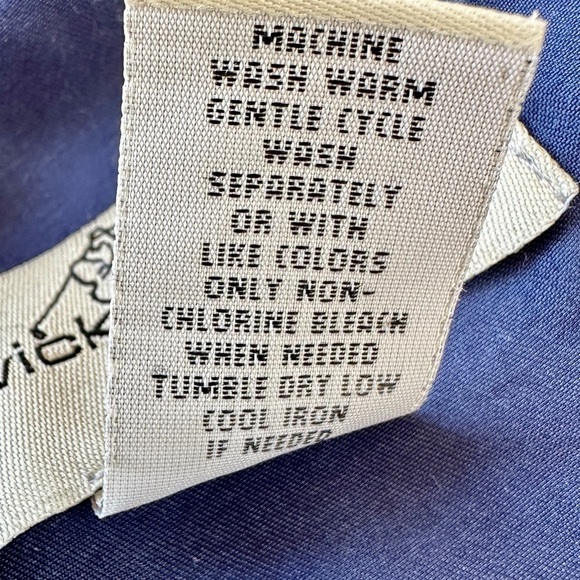 MACHINE
WASH WARM
GENTLE CYCLE
WASH
SEPARATELY
OR WITH
LIKE COLORS
ONLY NON-
CHLORINE BLEACH
WHEN NEEDED
TUMBLE DRY LOW
COOL IRON
IF NEEDED
vick